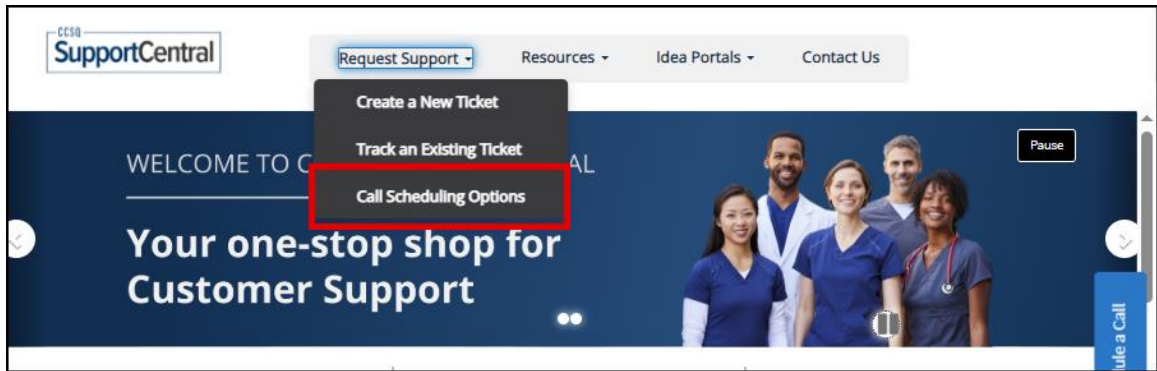 CCSQ
SupportCentral
Request Support Resources Idea Portals Contact Us
Create a New Ticket
Track an Existing Ticket
Call Scheduling Options
WELCOME TO C AL
Pause
Your one-stop shop for
Customer Support
a Call